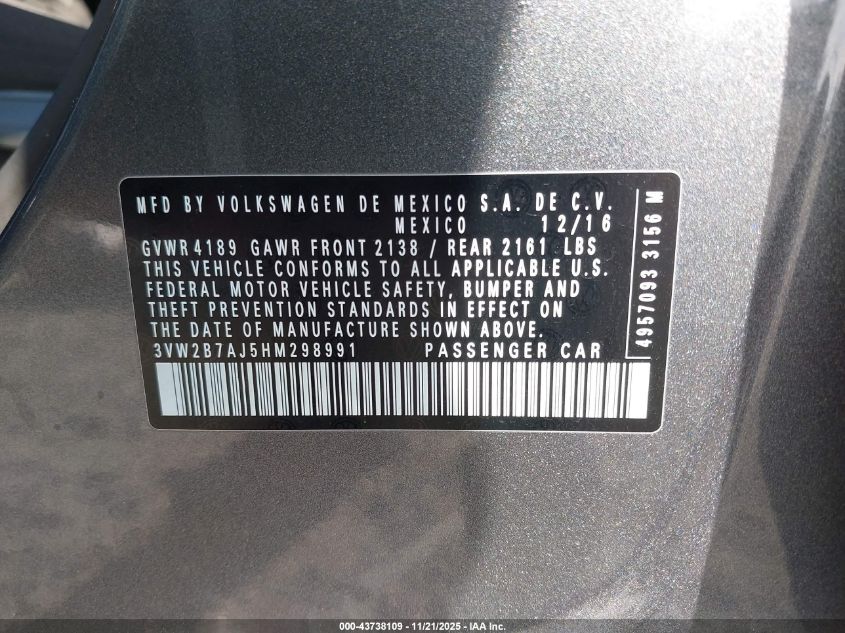 MFD BY VOLKSWAGEN DE MEXICO S.A. DE C.V.
MEXICO 12/16
GVWR 4189 GAWR FRONT 2138 / REAR 2161 LBS
THIS VEHICLE CONFORMS TO ALL APPLICABLE U.S.
FEDERAL MOTOR VEHICLE SAFETY, BUMPER AND
THEFT PREVENTION STANDARDS IN EFFECT ON
THE DATE OF MANUFACTURE SHOWN ABOVE.
3VW2B7AJ5HM298991 PASSENGER CAR
4957093 3156 M
000-43738109 - 11/21/2025 - IAA Inc.